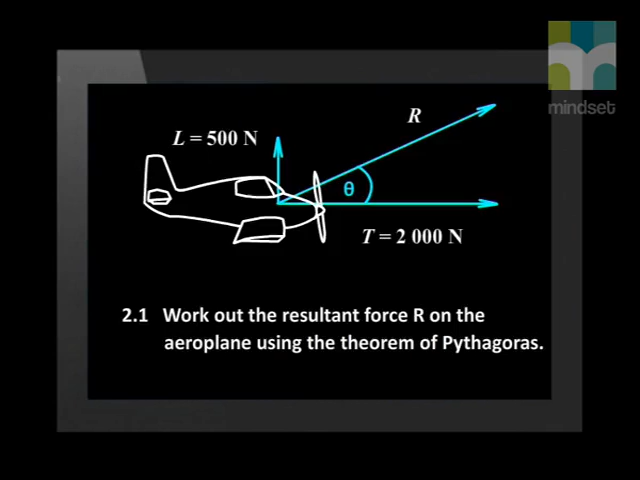 mindset
R
L = 500 N
θ
T = 2 000 N
2.1 Work out the resultant force R on the
aeroplane using the theorem of Pythagoras.